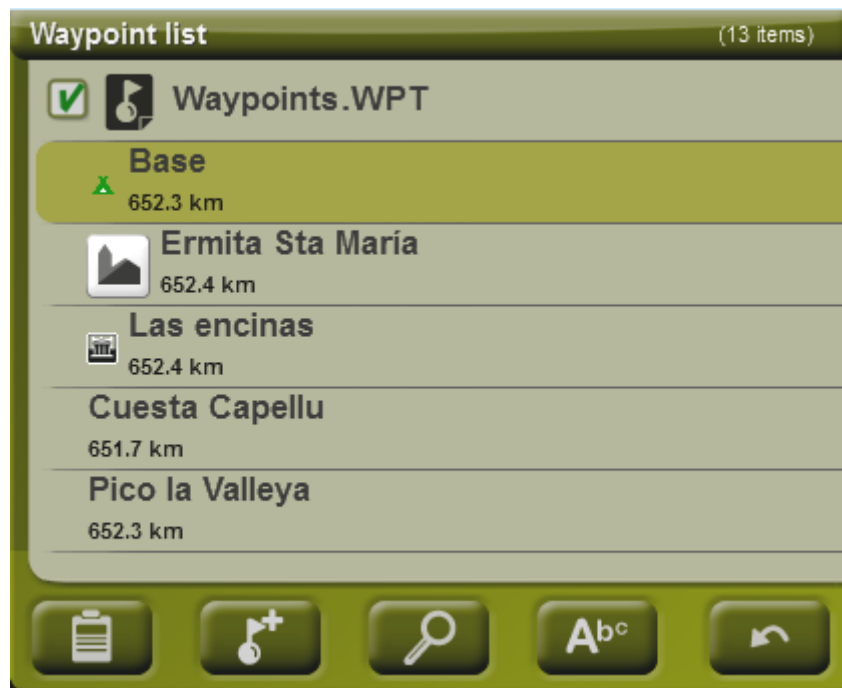 Waypoint list
(13 items)
Waypoints.WPT
Base
652.3 km
Ermita Sta María
652.4 km
Las encinas
652.4 km
Cuesta Capellu
651.7 km
Pico la Valleya
652.3 km
Abc